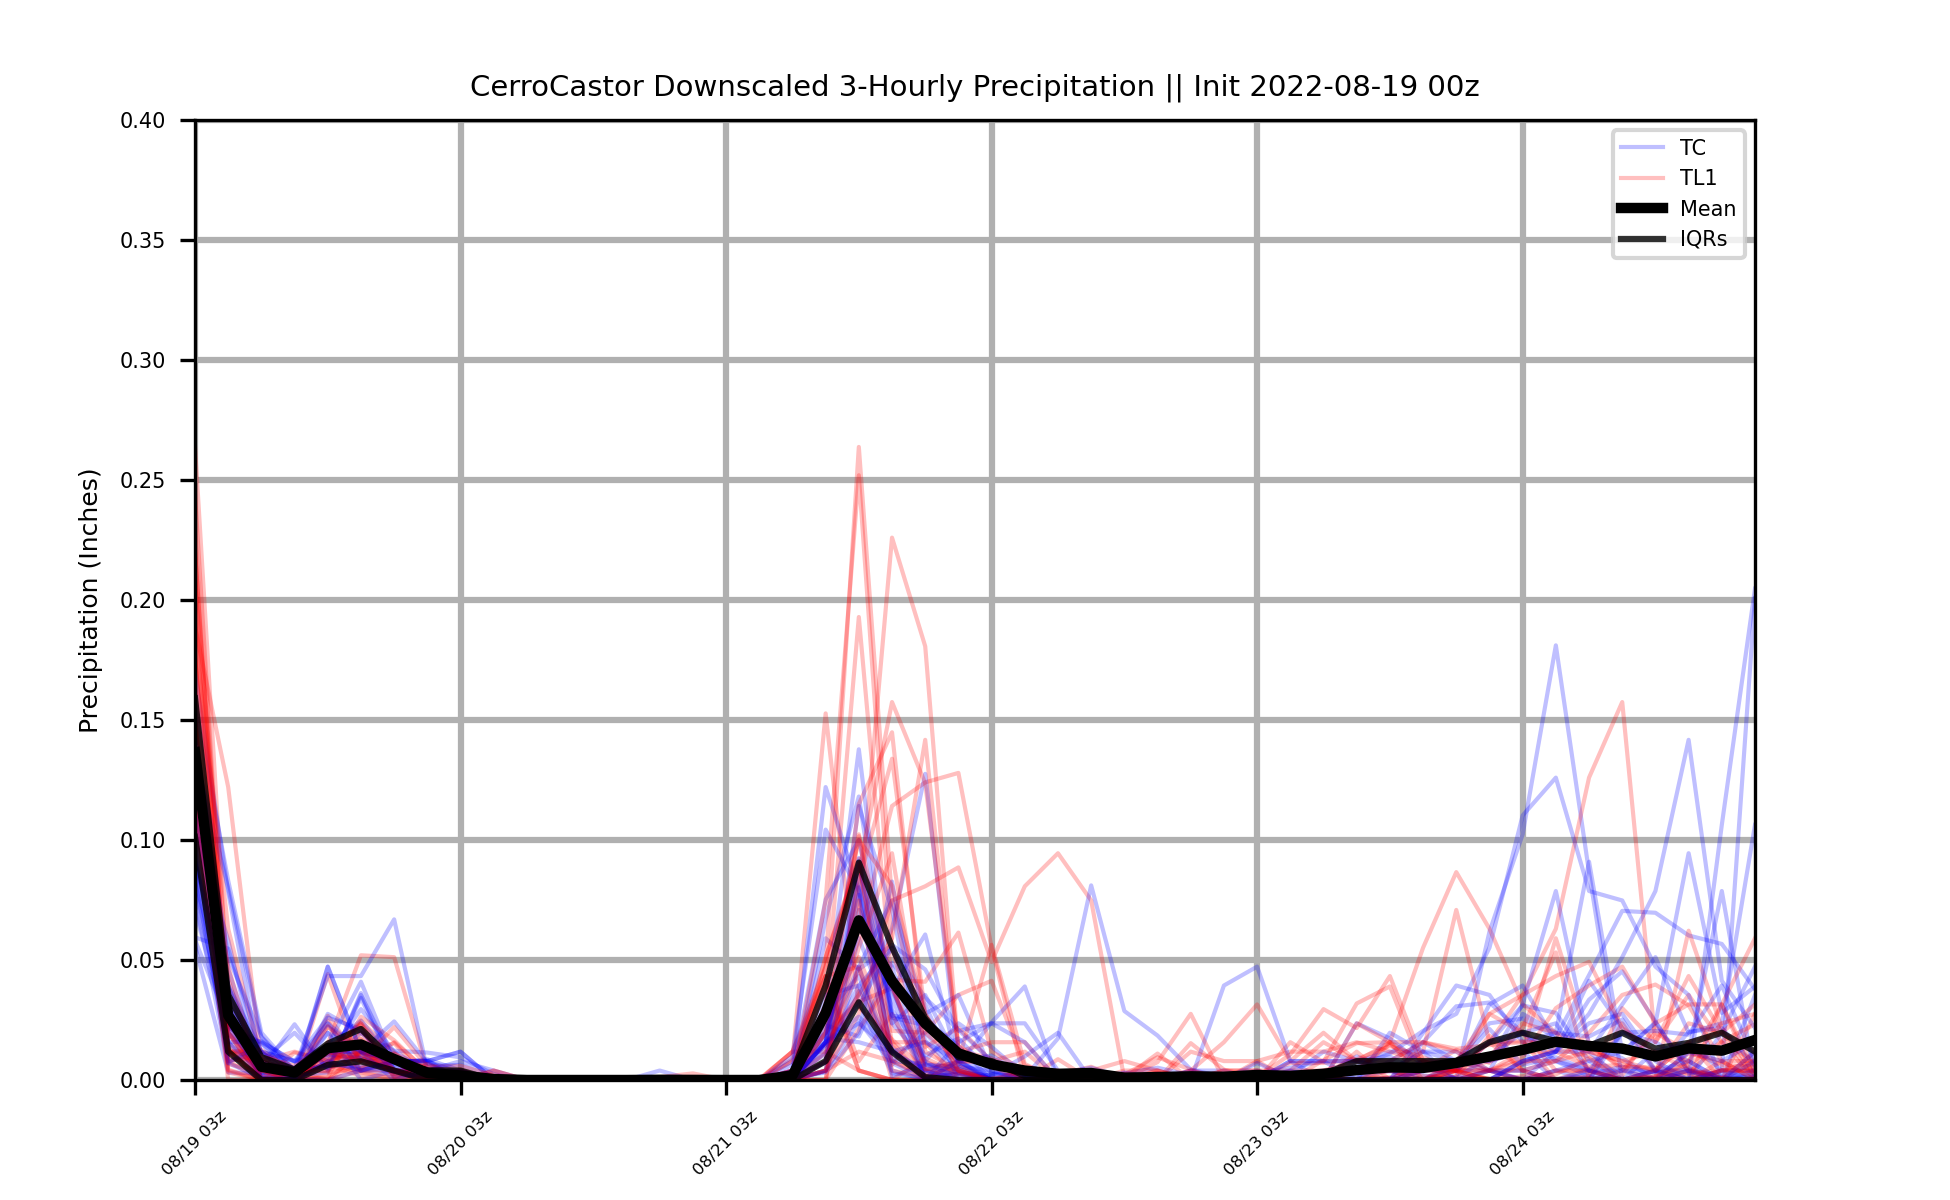 CerroCastor Downscaled 3-Hourly Precipitation || Init 2022-08-19 00z
Precipitation (Inches)
0.40
0.35
0.30
0.25
0.20
0.15
0.10
0.05
0.00
TC
TL1
Mean
IQRs
08/19 03z
08/20 03z
08/21 03z
08/22 03z
08/23 03z
08/24 03z